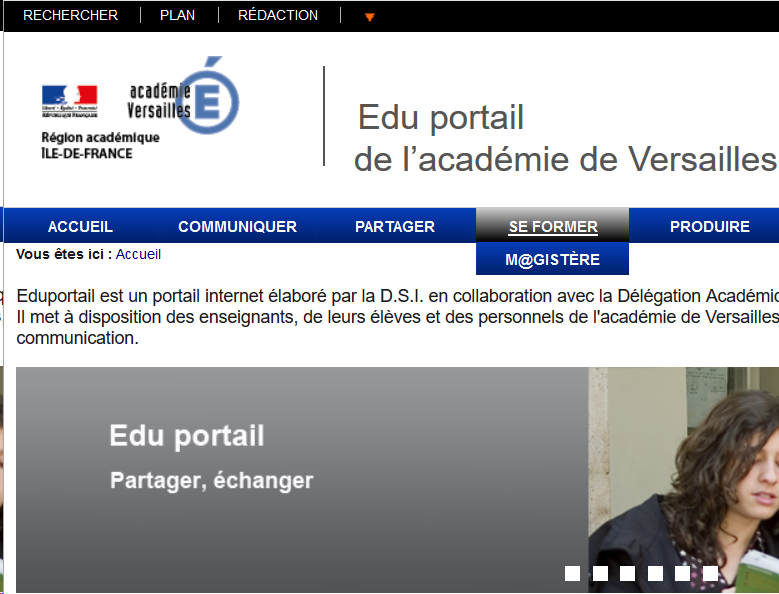 RECHERCHER PLAN RÉDACTION
académie
Versailles
É
Région académique
ÎLE-DE-FRANCE
Edu portail
de l'académie de Versailles
ACCUEIL COMMUNIQUER PARTAGER SE FORMER PRODUIRE
M@GISTÈRE
Vous êtes ici : Accueil
Eduportail est un portail internet élaboré par la D.S.I. en collaboration avec la Délégation Académic
Il met à disposition des enseignants, de leurs élèves et des personnels de l'académie de Versailles
communication.
Edu portail
Partager, échanger